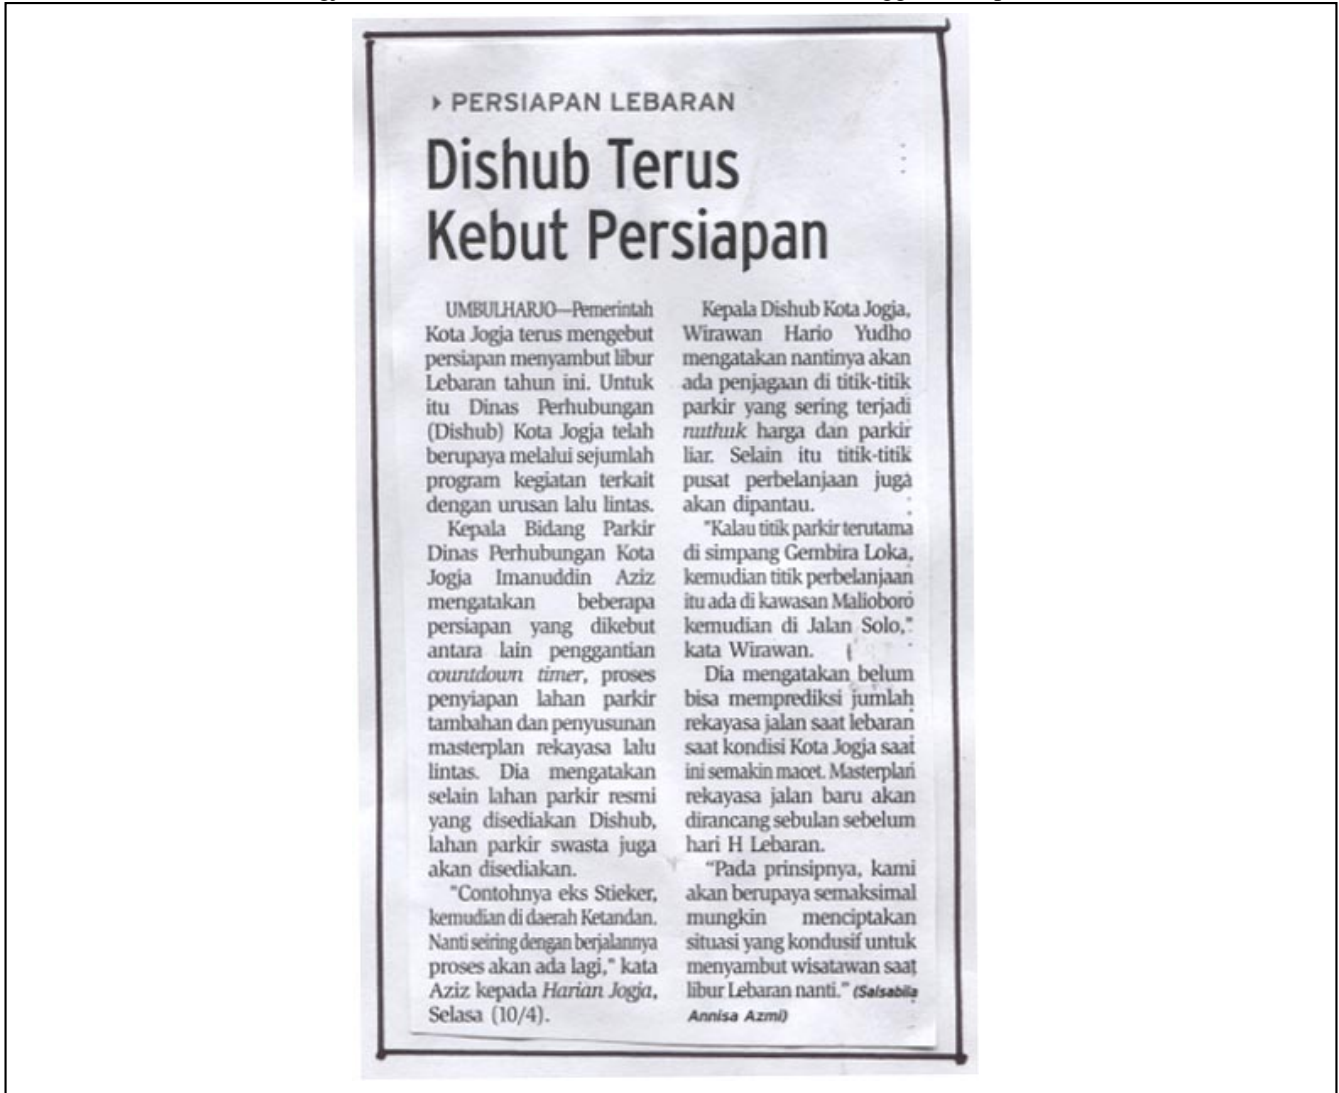 PERSIAPAN LEBARAN
Dishub Terus
Kebut Persiapan
UMBULHARJO—Pemerintah
Kota Jogja terus mengebut
persiapan menyambut libur
Lebaran tahun ini. Untuk
itu Dinas Perhubungan
(Dishub) Kota Jogja telah
berupaya melalui sejumlah
program kegiatan terkait
dengan urusan lalu lintas.
Kepala Bidang Parkir
Dinas Perhubungan Kota
Jogja Imanuddin Aziz
mengatakan beberapa
persiapan yang dikebut
antara lain penggantian
countdown timer, proses
penyiapan lahan parkir
tambahan dan penyusunan
masterplan rekayasa lalu
lintas. Dia mengatakan
selain lahan parkir resmi
yang disediakan Dishub,
lahan parkir swasta juga
akan disediakan.
"Contohnya eks Stieker,
kemudian di daerah Ketandan.
Nanti seiring dengan berjalannya
proses akan ada lagi," kata
Aziz kepada Harian Jogja,
Selasa (10/4).
Kepala Dishub Kota Jogja,
Wirawan Hario Yudho
mengatakan nantinya akan
ada penjagaan di titik-titik
parkir yang sering terjadi
nuthuk harga dan parkir
liar. Selain itu titik-titik
pusat perbelanjaan juga
akan dipantau.
"Kalau titik parkir terutama
di simpang Gembira Loka,
kemudian titik perbelanjaan
itu ada di kawasan Malioboro
kemudian di Jalan Solo,"
kata Wirawan.
Dia mengatakan belum
bisa memprediksi jumlah
rekayasa jalan saat lebaran
saat kondisi Kota Jogja saat
ini semakin macet. Masterplan
rekayasa jalan baru akan
dirancang sebulan sebelum
hari H Lebaran.
"Pada prinsipnya, kami
akan berupaya semaksimal
mungkin menciptakan
situasi yang kondusif untuk
menyambut wisatawan saat
libur Lebaran nanti." (Salsabila
Annisa Azmi)